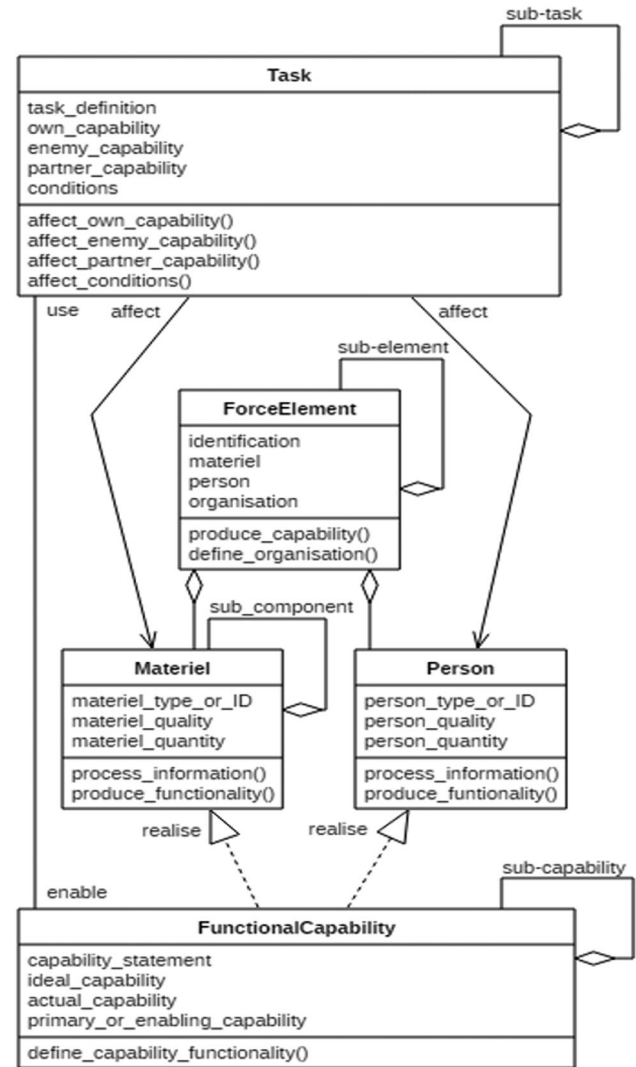 sub-task
Task
task_definition
own_capability
enemy_capability
partner_capability
conditions
affect_own_capability()
affect_enemy_capability()
affect_partner_capability()
affect_conditions()
use affect affect
sub-element
ForceElement
identification
materiel
person
organisation
produce_capability()
define_organisation()
sub_component
Materiel
materiel_type_or_ID
materiel_quality
materiel_quantity
process_information()
produce_functionality()
Person
person_type_or_ID
person_quality
person_quantity
process_information()
produce_funtionality()
realise realise
sub-capability
enable
FunctionalCapability
capability_statement
ideal_capability
actual_capability
primary_or_enabling_capability
define_capability_functionality()